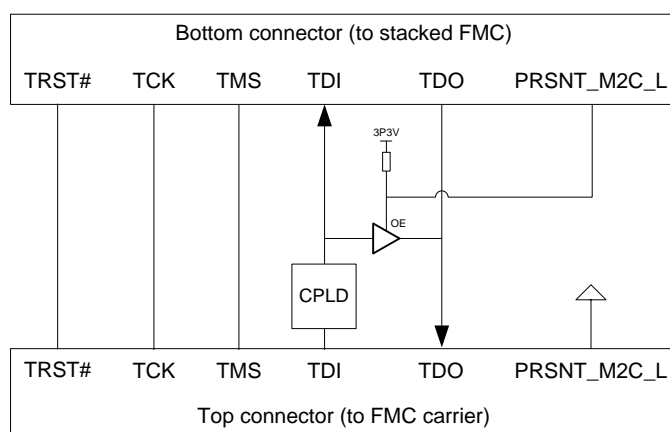 Bottom connector (to stacked FMC)
TRST# TCK TMS TDI TDO PRSNT_M2C_L
3P3V
OE
CPLD
TRST# TCK TMS TDI TDO PRSNT_M2C_L
Top connector (to FMC carrier)